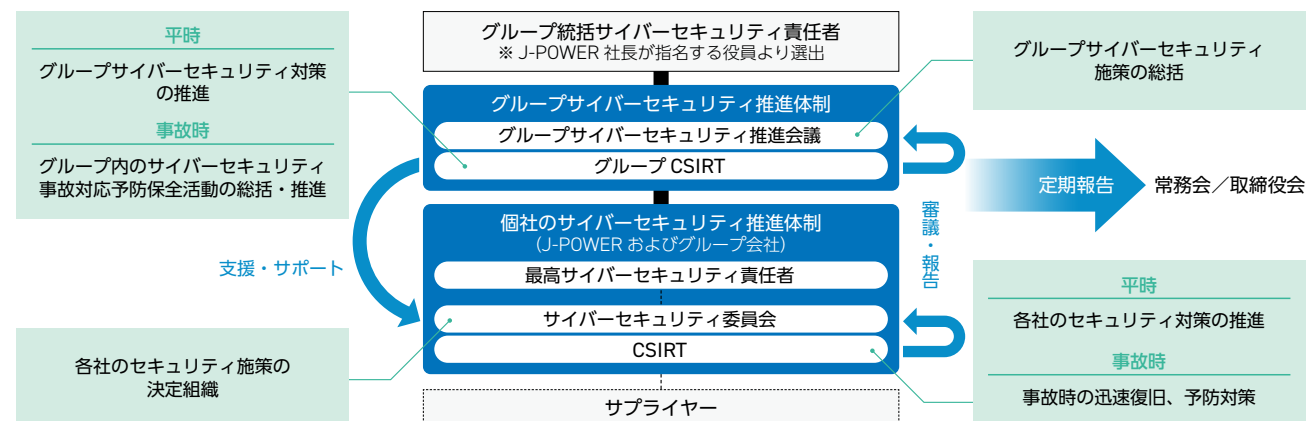 平時
グループサイバーセキュリティ対策
の推進
事故時
グループ内のサイバーセキュリティ
事故対応予防保全活動の総括・推進
グループ統括サイバーセキュリティ責任者
※ J-POWER 社長が指名する役員より選出
グループサイバーセキュリティ
施策の総括
グループサイバーセキュリティ推進体制
グループサイバーセキュリティ推進会議
グループ CSIRT
定期報告
常務会／取締役会
審議・報告
支援・サポート
個社のサイバーセキュリティ推進体制
(J-POWER およびグループ会社)
最高サイバーセキュリティ責任者
サイバーセキュリティ委員会
CSIRT
各社のセキュリティ施策の
決定組織
平時
各社のセキュリティ対策の推進
事故時
事故時の迅速復旧、予防対策
サプライヤー